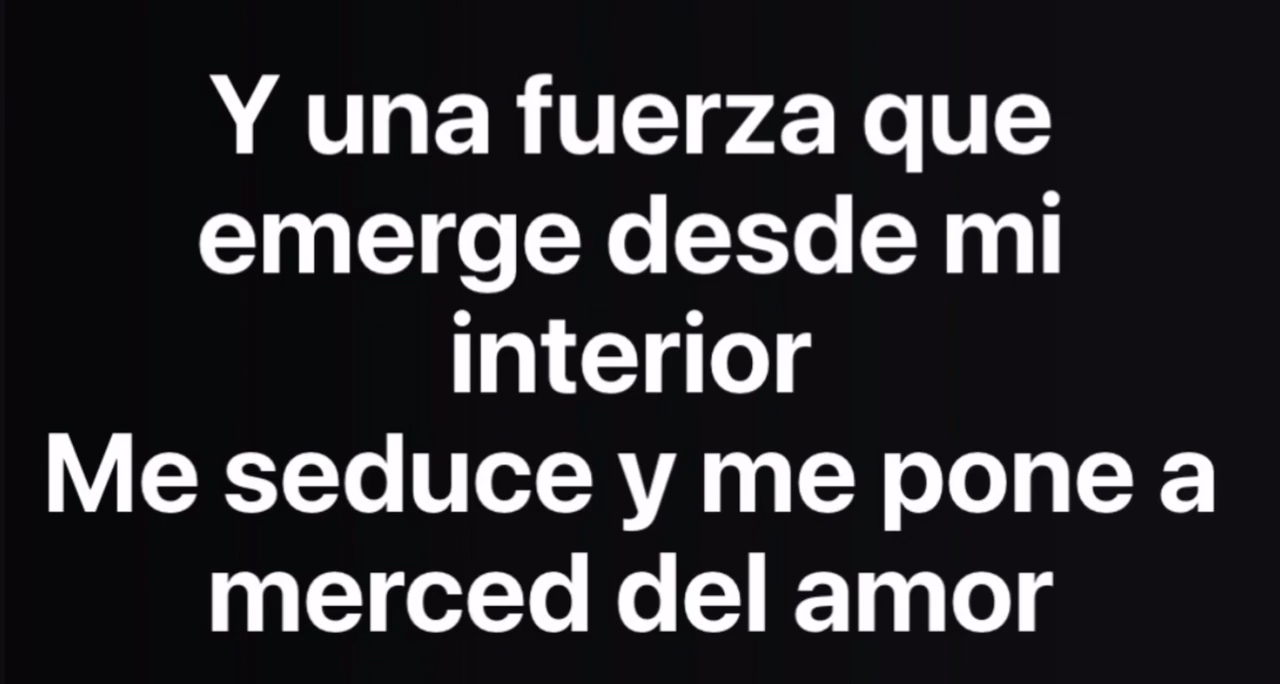 Y una fuerza que
emerge desde mi
interior
Me seduce y me pone a
merced del amor